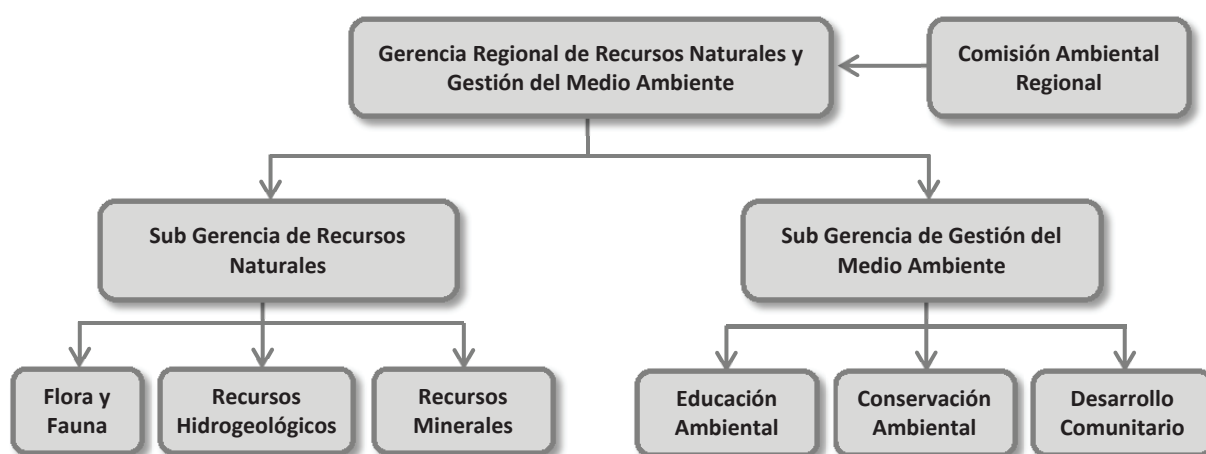 Gerencia Regional de Recursos Naturales y
Gestión del Medio Ambiente
Comisión Ambiental
Regional
Sub Gerencia de Recursos
Naturales
Sub Gerencia de Gestión del
Medio Ambiente
Flora y
Fauna
Recursos
Hidrogeológicos
Recursos
Minerales
Educación
Ambiental
Conservación
Ambiental
Desarrollo
Comunitario